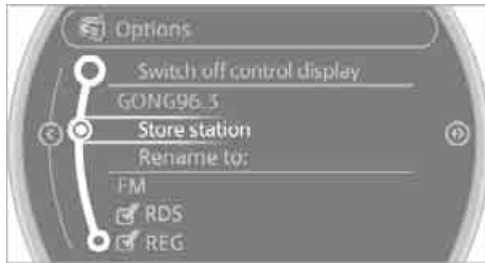 Options
Switch off control display
GONG96.3
Store station
Rename to:
FM
RDS
REG